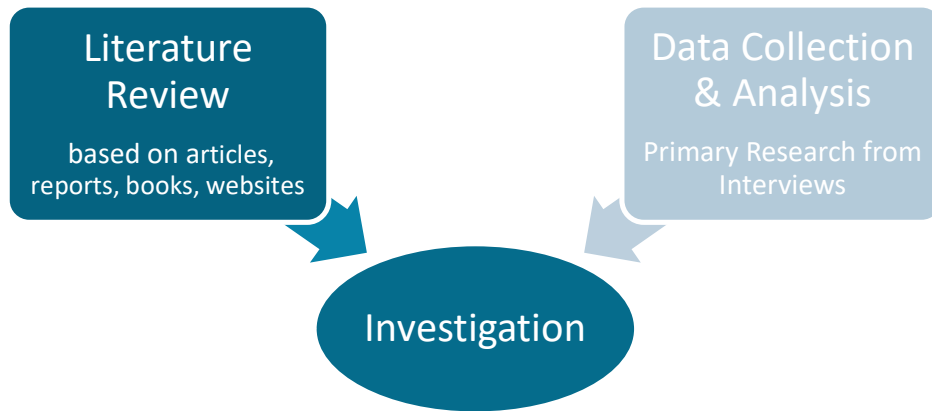 Literature
Review
based on articles,
reports, books, websites
Data Collection
& Analysis
Primary Research from
Interviews
Investigation